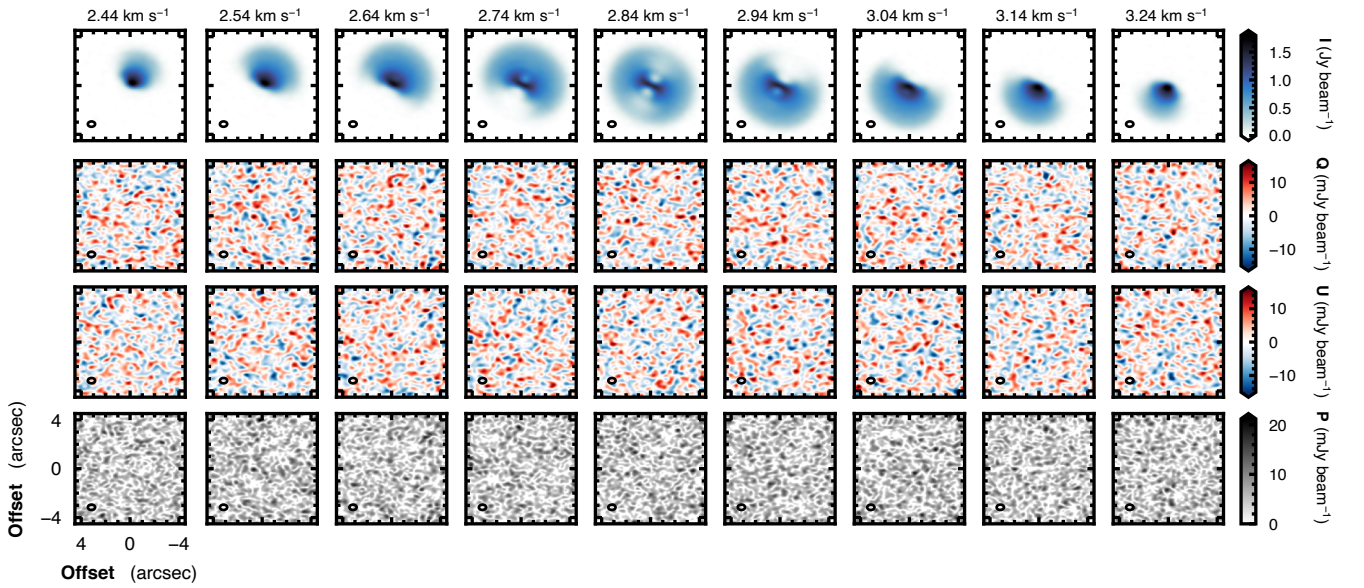 2.44 km s⁻¹ 2.54 km s⁻¹ 2.64 km s⁻¹ 2.74 km s⁻¹ 2.84 km s⁻¹ 2.94 km s⁻¹ 3.04 km s⁻¹ 3.14 km s⁻¹ 3.24 km s⁻¹
1.5
1.0
0.5
0.0
I (Jy beam⁻¹)
10
0
−10
Q (mJy beam⁻¹)
10
0
−10
U (mJy beam⁻¹)
20
10
0
P (mJy beam⁻¹)
Offset (arcsec)
4
0
−4
4 0 −4
Offset (arcsec)